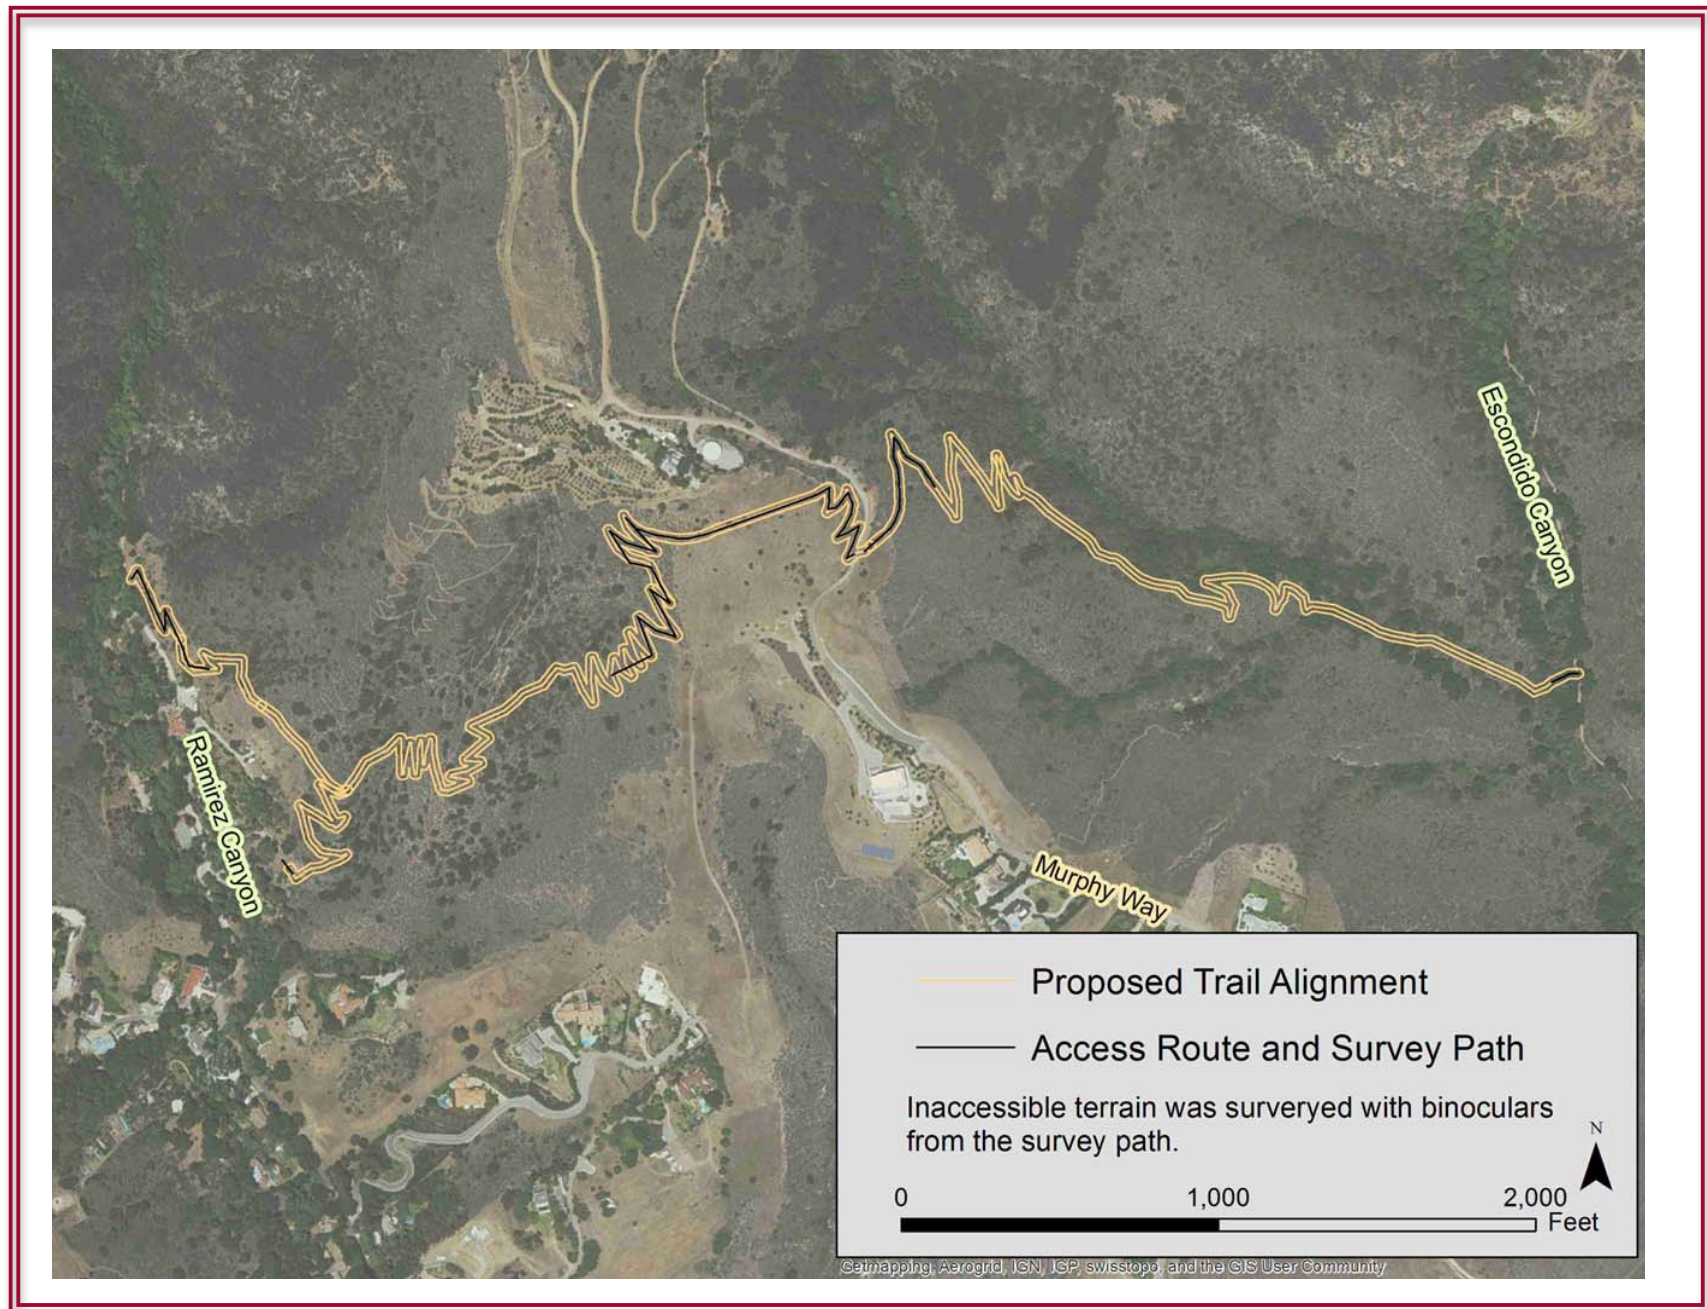 Escondido Canyon
Ramirez Canyon
Murphy Way
Proposed Trail Alignment
Access Route and Survey Path
Inaccessible terrain was surveryed with binoculars
from the survey path.
N
0 1,000 2,000
Feet
Getmapping, Aerogrid, IGN, IGP, swisstopo, and the GIS User Community